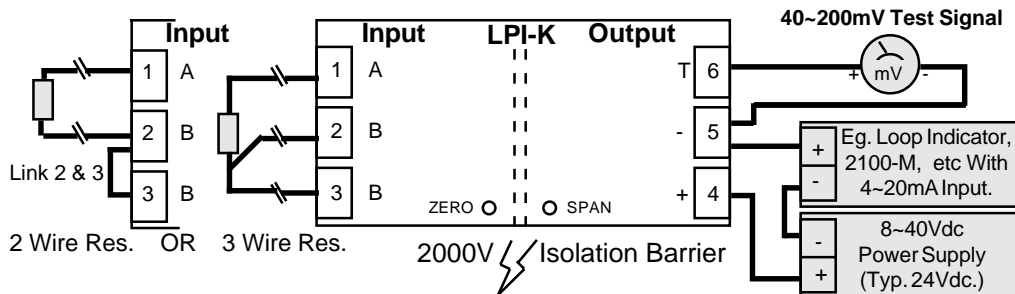 40~200mV Test Signal
Input
Input LPI-K Output
1 A
1 A
T 6
+ mV -
2 B
2 B
- 5
Link 2 & 3
3 B
3 B
+ 4
ZERO SPAN
+ Eg. Loop Indicator,
2100-M, etc With
- 4~20mA Input.
- 8~40Vdc
Power Supply
+ (Typ. 24Vdc.)
2 Wire Res. OR 3 Wire Res.
2000V Isolation Barrier